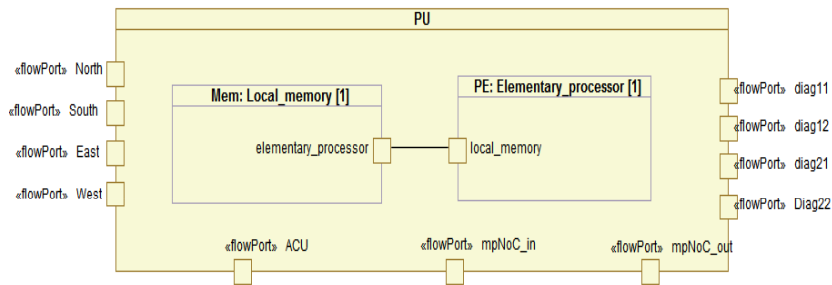 PU
«flowPort» North
«flowPort» South
«flowPort» East
«flowPort» West
Mem: Local_memory [1]
elementary_processor
PE: Elementary_processor [1]
local_memory
«flowPort» diag11
«flowPort» diag12
«flowPort» diag21
«flowPort» Diag22
«flowPort» ACU
«flowPort» mpNoC_in
«flowPort» mpNoC_out